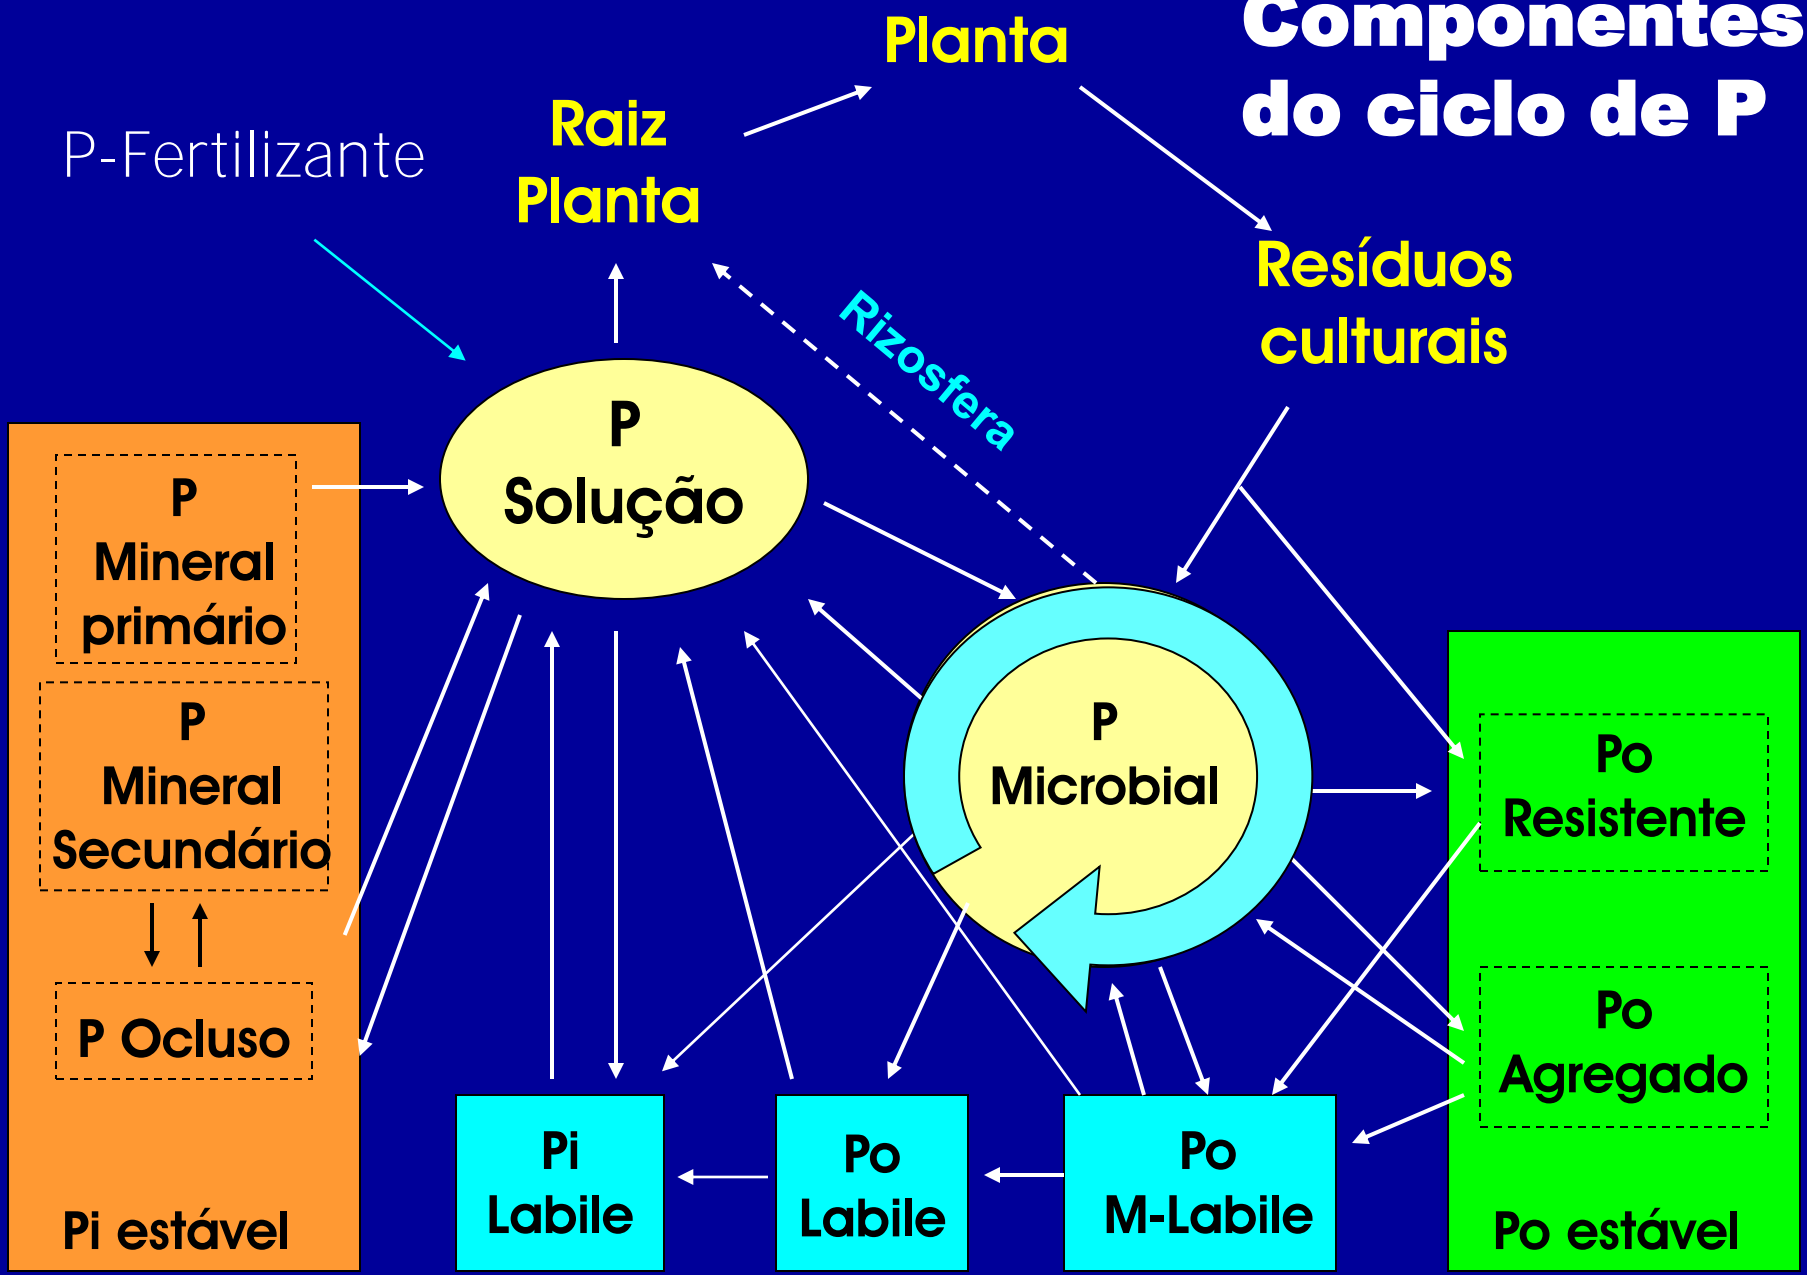 Componentes
do ciclo de P
Planta
P-Fertilizante
Raiz
Planta
Resíduos
culturais
Rizosfera
P
Solução
P
Mineral
primário
P
Mineral
Secundário
P Ocluso
Pi estável
P
Microbial
Po
Resistente
Po
Agregado
Po estável
Pi
Labile
Po
Labile
Po
M-Labile